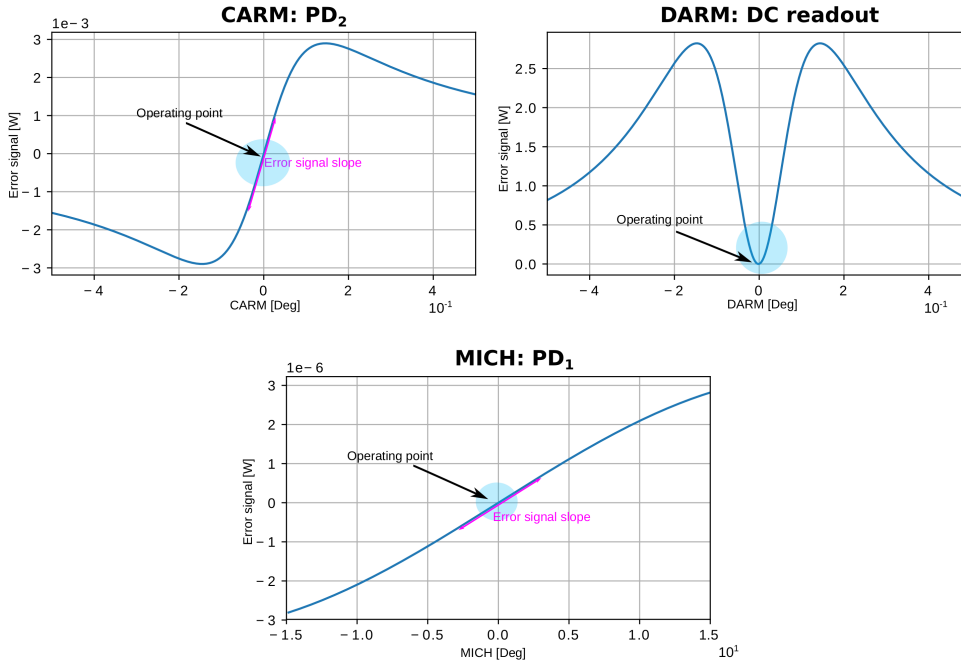 CARM: PD₂
1e−3
3
2
1
0
−1
−2
−3
Error signal [W]
Operating point
Error signal slope
−4
−2
0
2
4
CARM [Deg]
10⁻¹
DARM: DC readout
2.5
2.0
1.5
1.0
0.5
0.0
Error signal [W]
Operating point
−4
−2
0
2
4
DARM [Deg]
10⁻¹
MICH: PD₁
1e−6
3
2
1
0
−1
−2
−3
Error signal [W]
Operating point
Error signal slope
−1.5
−1.0
−0.5
0.0
0.5
1.0
1.5
MICH [Deg]
10¹